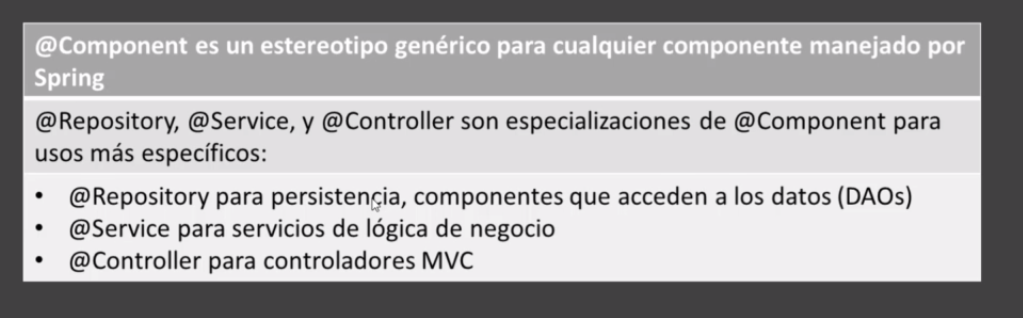 @Component es un estereotipo genérico para cualquier componente manejado por
Spring
@Repository, @Service, y @Controller son especializaciones de @Component para
usos más específicos:
• @Repository para persistencia, componentes que acceden a los datos (DAOs)
• @Service para servicios de lógica de negocio
• @Controller para controladores MVC